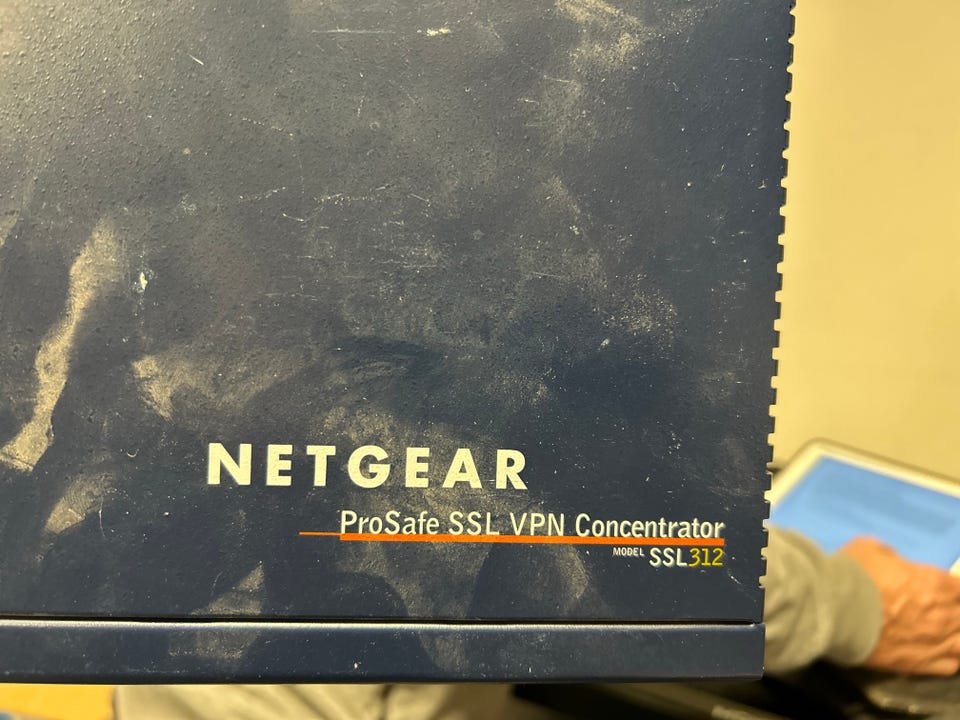 NETGEAR
ProSafe SSL VPN Concentrator
MODEL SSL312